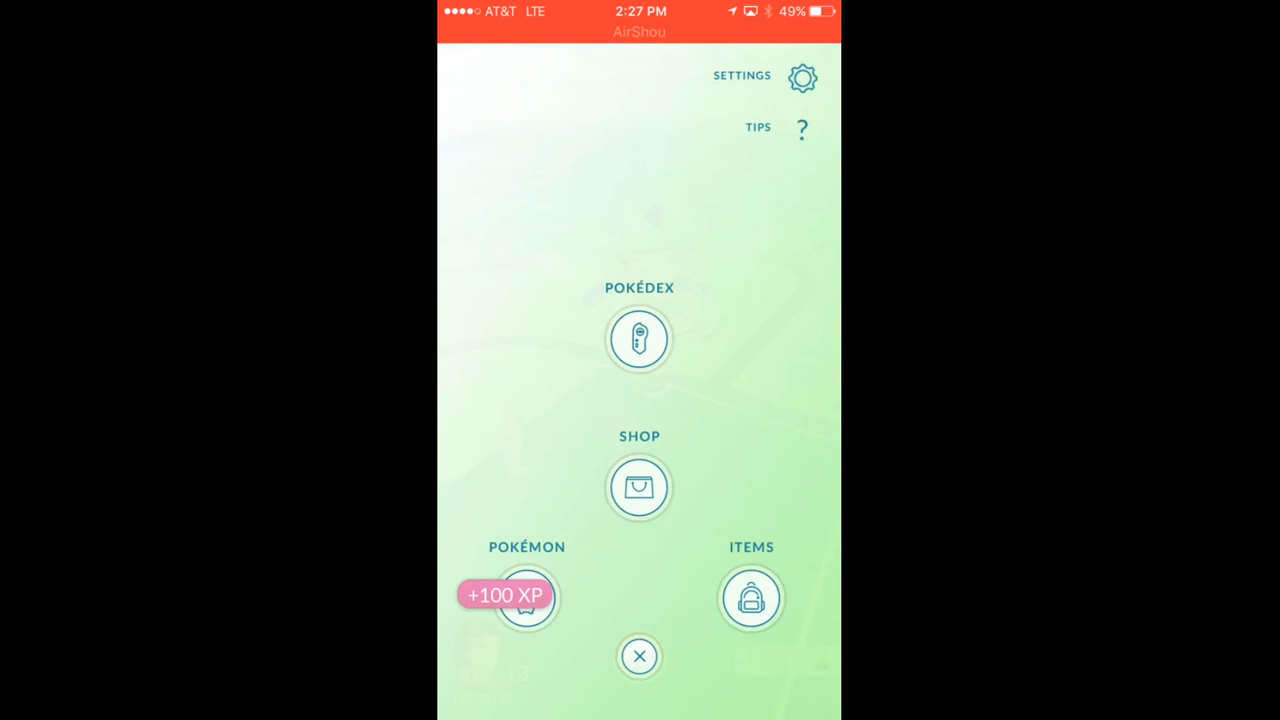 AT&T LTE 2:27 PM 49%
AirShou
SETTINGS
TIPS ?
POKÉDEX
SHOP
POKÉMON
ITEMS
+100 XP